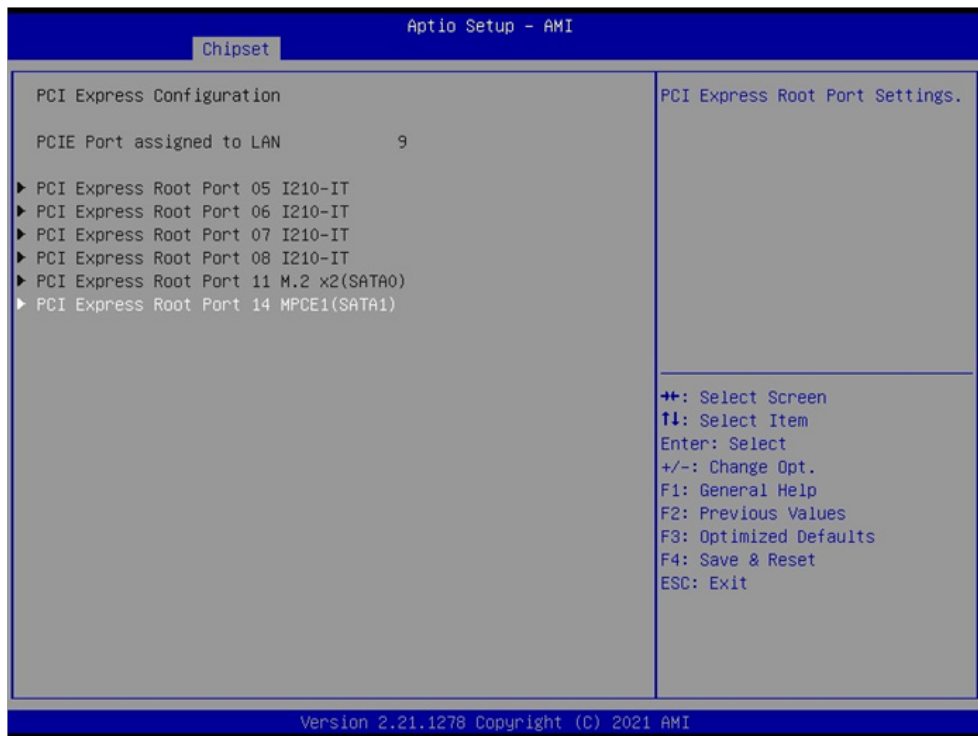 Aptio Setup – AMI
Chipset
PCI Express Configuration
PCIE Port assigned to LAN 9
▶ PCI Express Root Port 05 I210-IT
▶ PCI Express Root Port 06 I210-IT
▶ PCI Express Root Port 07 I210-IT
▶ PCI Express Root Port 08 I210-IT
▶ PCI Express Root Port 11 M.2 x2(SATA0)
▶ PCI Express Root Port 14 MPCE1(SATA1)
PCI Express Root Port Settings.
→←: Select Screen
↑↓: Select Item
Enter: Select
+/-: Change Opt.
F1: General Help
F2: Previous Values
F3: Optimized Defaults
F4: Save & Reset
ESC: Exit
Version 2.21.1278 Copyright (C) 2021 AMI